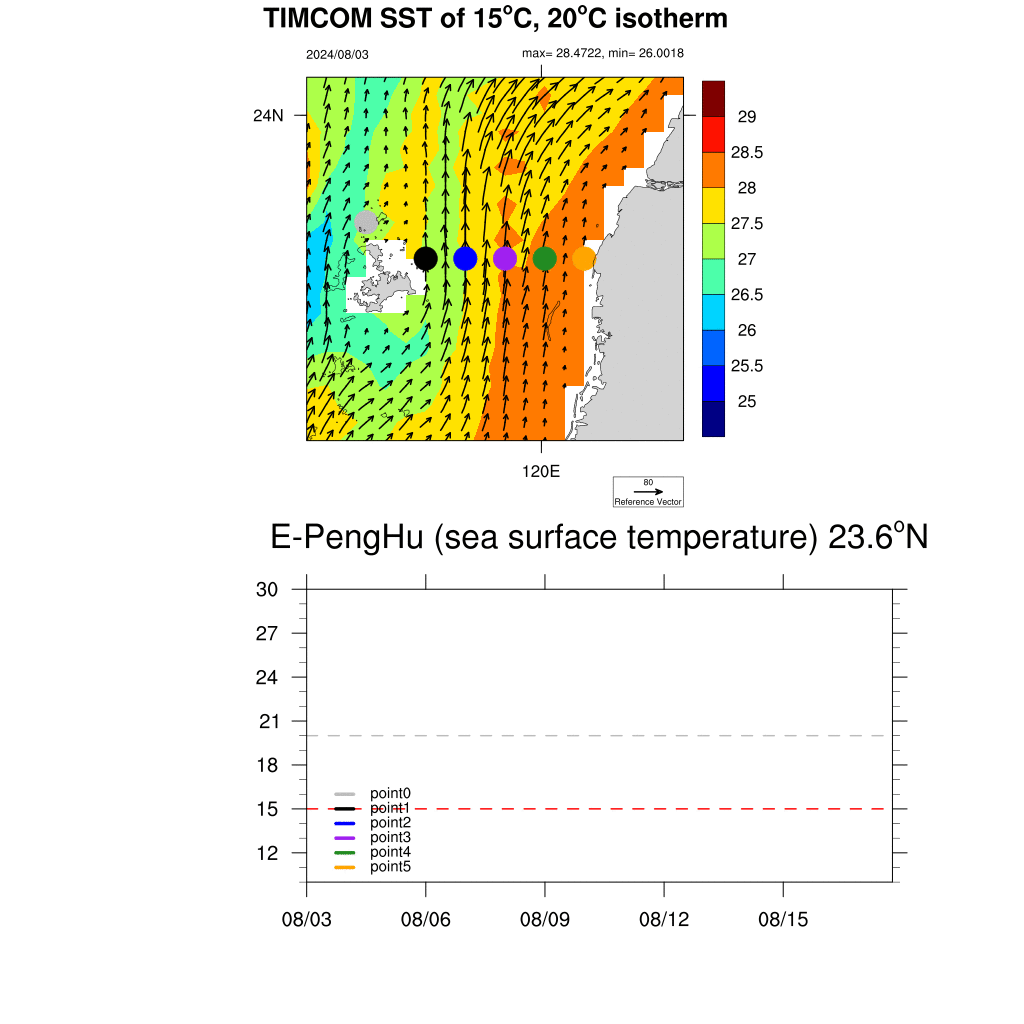 TIMCOM SST of 15°C, 20°C isotherm
2024/08/03
max= 28.4722, min= 26.0018
24N
29
28.5
28
27.5
27
26.5
26
25.5
25
120E
80
Reference Vector
E-PengHu (sea surface temperature) 23.6°N
30
27
24
21
18
15
12
point0
point1
point2
point3
point4
point5
08/03 08/06 08/09 08/12 08/15